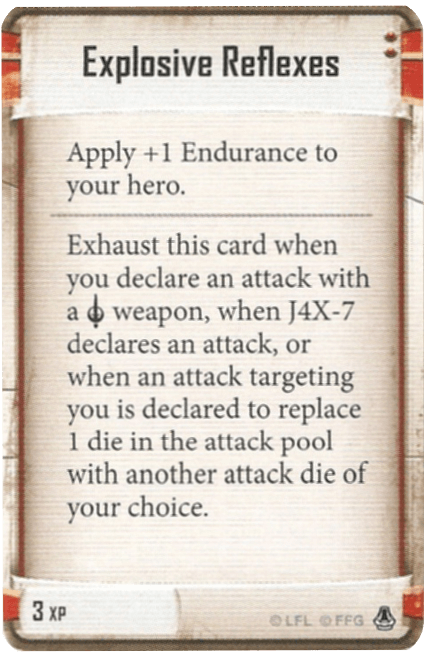 Explosive Reflexes
Apply +1 Endurance to
your hero.
Exhaust this card when
you declare an attack with
a weapon, when J4X-7
declares an attack, or
when an attack targeting
you is declared to replace
1 die in the attack pool
with another attack die of
your choice.
3 XP
© LFL © FFG